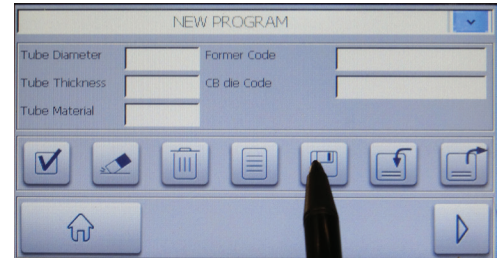 NEW PROGRAM
Tube Diameter Former Code
Tube Thickness CB die Code
Tube Material